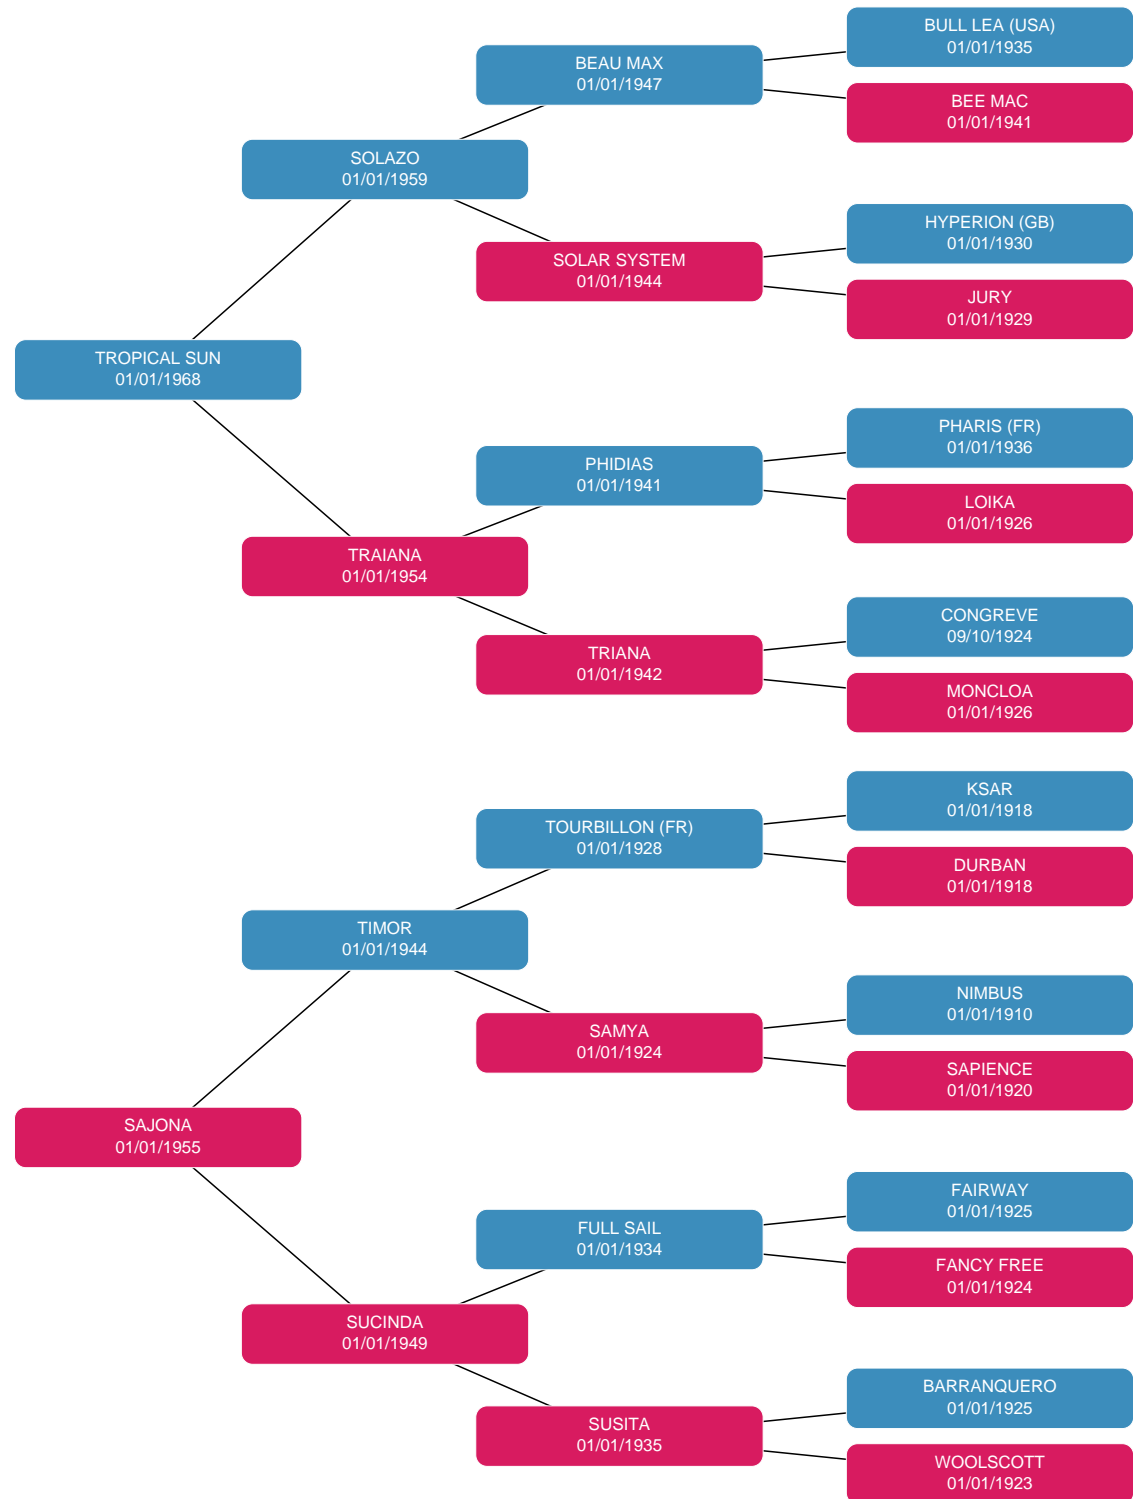 BULL LEA (USA)
01/01/1935
BEAU MAX
01/01/1947
BEE MAC
01/01/1941
SOLAZO
01/01/1959
HYPERION (GB)
01/01/1930
SOLAR SYSTEM
01/01/1944
JURY
01/01/1929
TROPICAL SUN
01/01/1968
PHARIS (FR)
01/01/1936
PHIDIAS
01/01/1941
LOIKA
01/01/1926
TRAIANA
01/01/1954
CONGREVE
09/10/1924
TRIANA
01/01/1942
MONCLOA
01/01/1926
KSAR
01/01/1918
TOURBILLON (FR)
01/01/1928
DURBAN
01/01/1918
TIMOR
01/01/1944
NIMBUS
01/01/1910
SAMYA
01/01/1924
SAPIENCE
01/01/1920
SAJONA
01/01/1955
FAIRWAY
01/01/1925
FULL SAIL
01/01/1934
FANCY FREE
01/01/1924
SUCINDA
01/01/1949
BARRANQUERO
01/01/1925
SUSITA
01/01/1935
WOOLSCOTT
01/01/1923